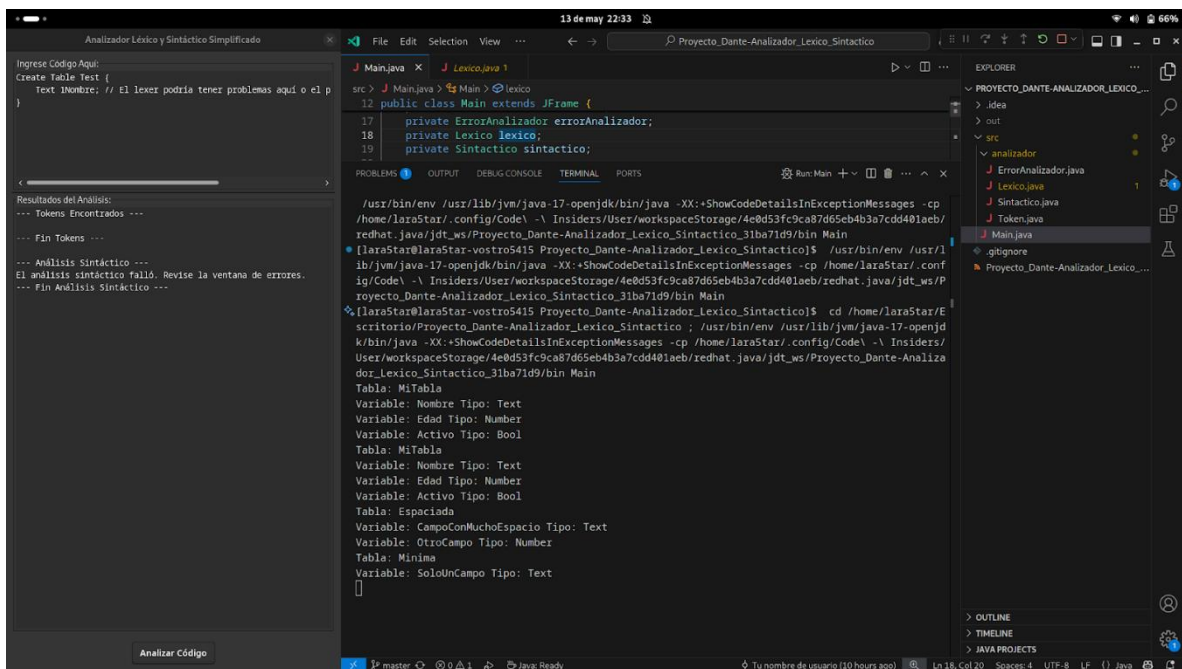 13 de may 22:33
66%
Analizador Léxico y Sintáctico Simplificado
Ingrese Código Aquí:
Create Table Test {
Text 1Nombre; // El lexer podría tener problemas aquí o el p
}
Resultados del Análisis:
--- Tokens Encontrados ---
--- Fin Tokens ---
--- Análisis Sintáctico ---
El análisis sintáctico falló. Revise la ventana de errores.
--- Fin Análisis Sintáctico ---
Analizar Código
File Edit Selection View ...
Proyecto_Dante-Analizador_Lexico_Sintactico
J Main.java
J Lexico.java 1
src > J Main.java > Main > lexico
12 public class Main extends JFrame {
17 private ErrorAnalizador errorAnalizador;
18 private Lexico lexico;
19 private Sintactico sintactico;
PROBLEMS 1 OUTPUT DEBUG CONSOLE TERMINAL PORTS
Run: Main
/usr/bin/env /usr/lib/jvm/java-17-openjdk/bin/java -XX:+ShowCodeDetailsInExceptionMessages -cp
/home/lara5tar/.config/Code\ -\ Insiders/User/workspaceStorage/4e0d53fc9ca87d65eb4b3a7cdd401aeb/
redhat.java/jdt_ws/Proyecto_Dante-Analizador_Lexico_Sintactico_31ba71d9/bin Main
[lara5tar@lara5tar-vostro5415 Proyecto_Dante-Analizador_Lexico_Sintactico]$ /usr/bin/env /usr/l
ib/jvm/java-17-openjdk/bin/java -XX:+ShowCodeDetailsInExceptionMessages -cp /home/lara5tar/.conf
ig/Code\ -\ Insiders/User/workspaceStorage/4e0d53fc9ca87d65eb4b3a7cdd401aeb/redhat.java/jdt_ws/P
royecto_Dante-Analizador_Lexico_Sintactico_31ba71d9/bin Main
[lara5tar@lara5tar-vostro5415 Proyecto_Dante-Analizador_Lexico_Sintactico]$ cd /home/lara5tar/E
scritorio/Proyecto_Dante-Analizador_Lexico_Sintactico ; /usr/bin/env /usr/lib/jvm/java-17-openjd
k/bin/java -XX:+ShowCodeDetailsInExceptionMessages -cp /home/lara5tar/.config/Code\ -\ Insiders/
User/workspaceStorage/4e0d53fc9ca87d65eb4b3a7cdd401aeb/redhat.java/jdt_ws/Proyecto_Dante-Analiza
dor_Lexico_Sintactico_31ba71d9/bin Main
Tabla: MiTabla
Variable: Nombre Tipo: Text
Variable: Edad Tipo: Number
Variable: Activo Tipo: Bool
Tabla: MiTabla
Variable: Nombre Tipo: Text
Variable: Edad Tipo: Number
Variable: Activo Tipo: Bool
Tabla: Espaciada
Variable: CampoConMuchoEspacio Tipo: Text
Variable: OtroCampo Tipo: Number
Tabla: Minima
Variable: SoloUnCampo Tipo: Text
EXPLORER ...
PROYECTO_DANTE-ANALIZADOR_LEXICO_...
> .idea
> out
src
analizador
J ErrorAnalizador.java
J Lexico.java 1
J Sintactico.java
J Token.java
J Main.java
.gitignore
Proyecto_Dante-Analizador_Lexico_...
> OUTLINE
> TIMELINE
> JAVA PROJECTS
master 0 1 Java: Ready
Tu nombre de usuario (10 hours ago) Ln 18, Col 20 Spaces: 4 UTF-8 LF {} Java